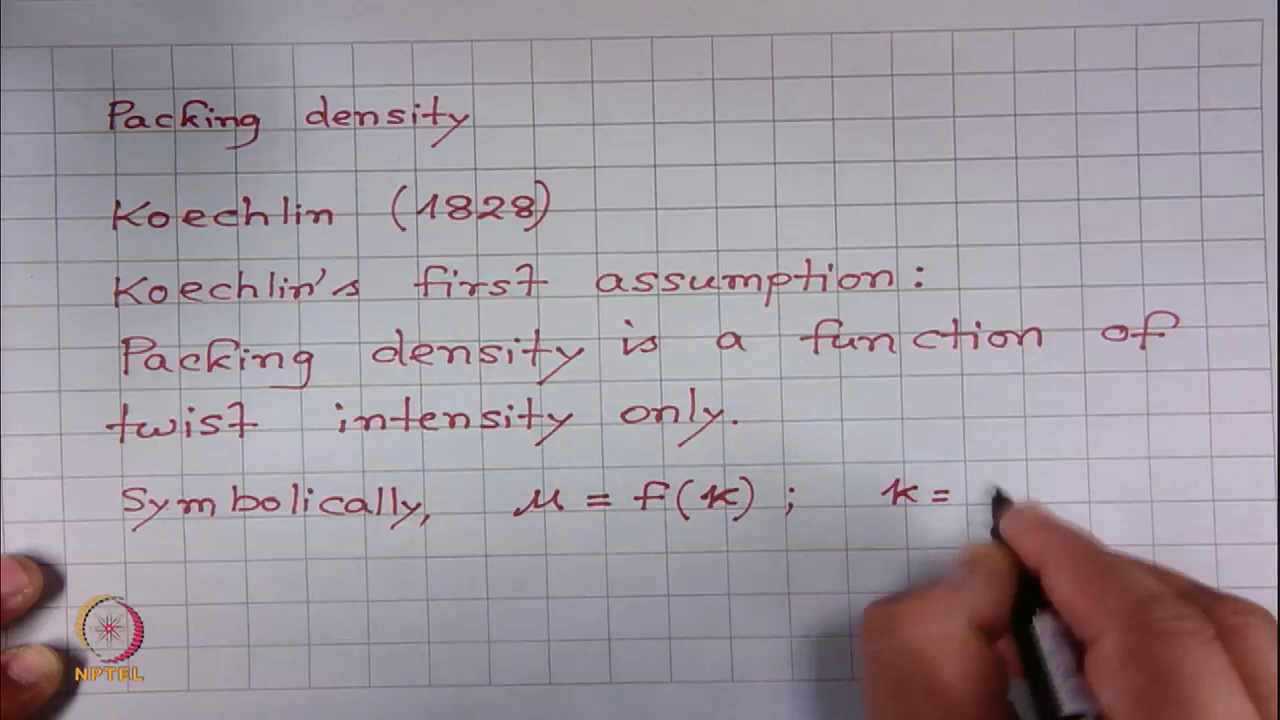 Packing density
Koechlin (1828)
Koechlin's first assumption:
Packing density is a function of
twist intensity only.
Symbolically, μ = f(κ) ; κ =
NPTEL